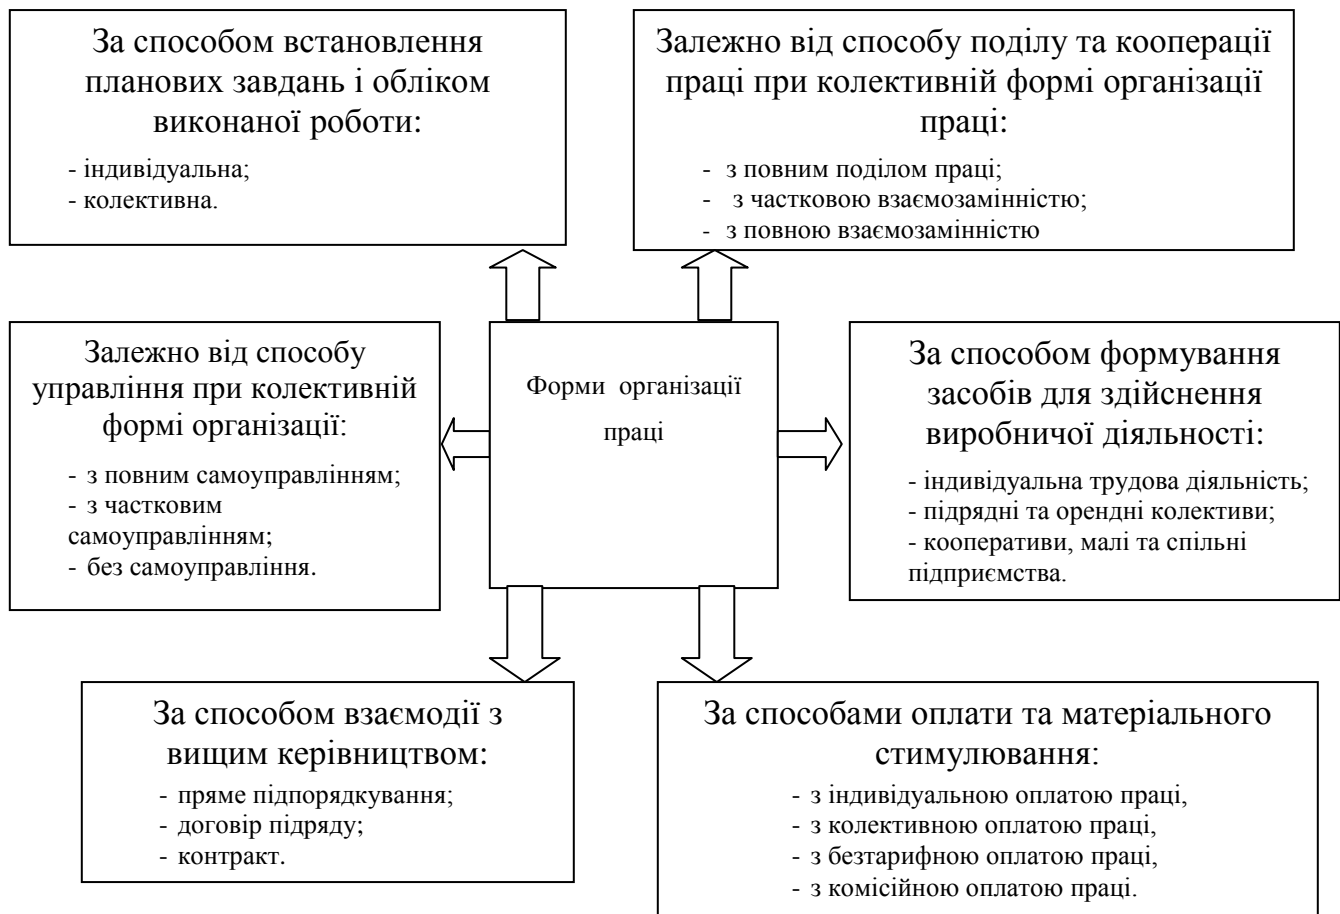 За способом встановлення
планових завдань і обліком
виконаної роботи:
- індивідуальна;
- колективна.
Залежно від способу поділу та кооперації
праці при колективній формі організації
праці:
- з повним поділом праці;
- з частковою взаємозамінністю;
- з повною взаємозамінністю
Залежно від способу
управління при колективній
формі організації:
- з повним самоуправлінням;
- з частковим
самоуправлінням;
- без самоуправління.
Форми організації
праці
За способом формування
засобів для здійснення
виробничої діяльності:
- індивідуальна трудова діяльність;
- підрядні та орендні колективи;
- кооперативи, малі та спільні
підприємства.
За способом взаємодії з
вищим керівництвом:
- пряме підпорядкування;
- договір підряду;
- контракт.
За способами оплати та матеріального
стимулювання:
- з індивідуальною оплатою праці,
- з колективною оплатою праці,
- з безтарифною оплатою праці,
- з комісійною оплатою праці.